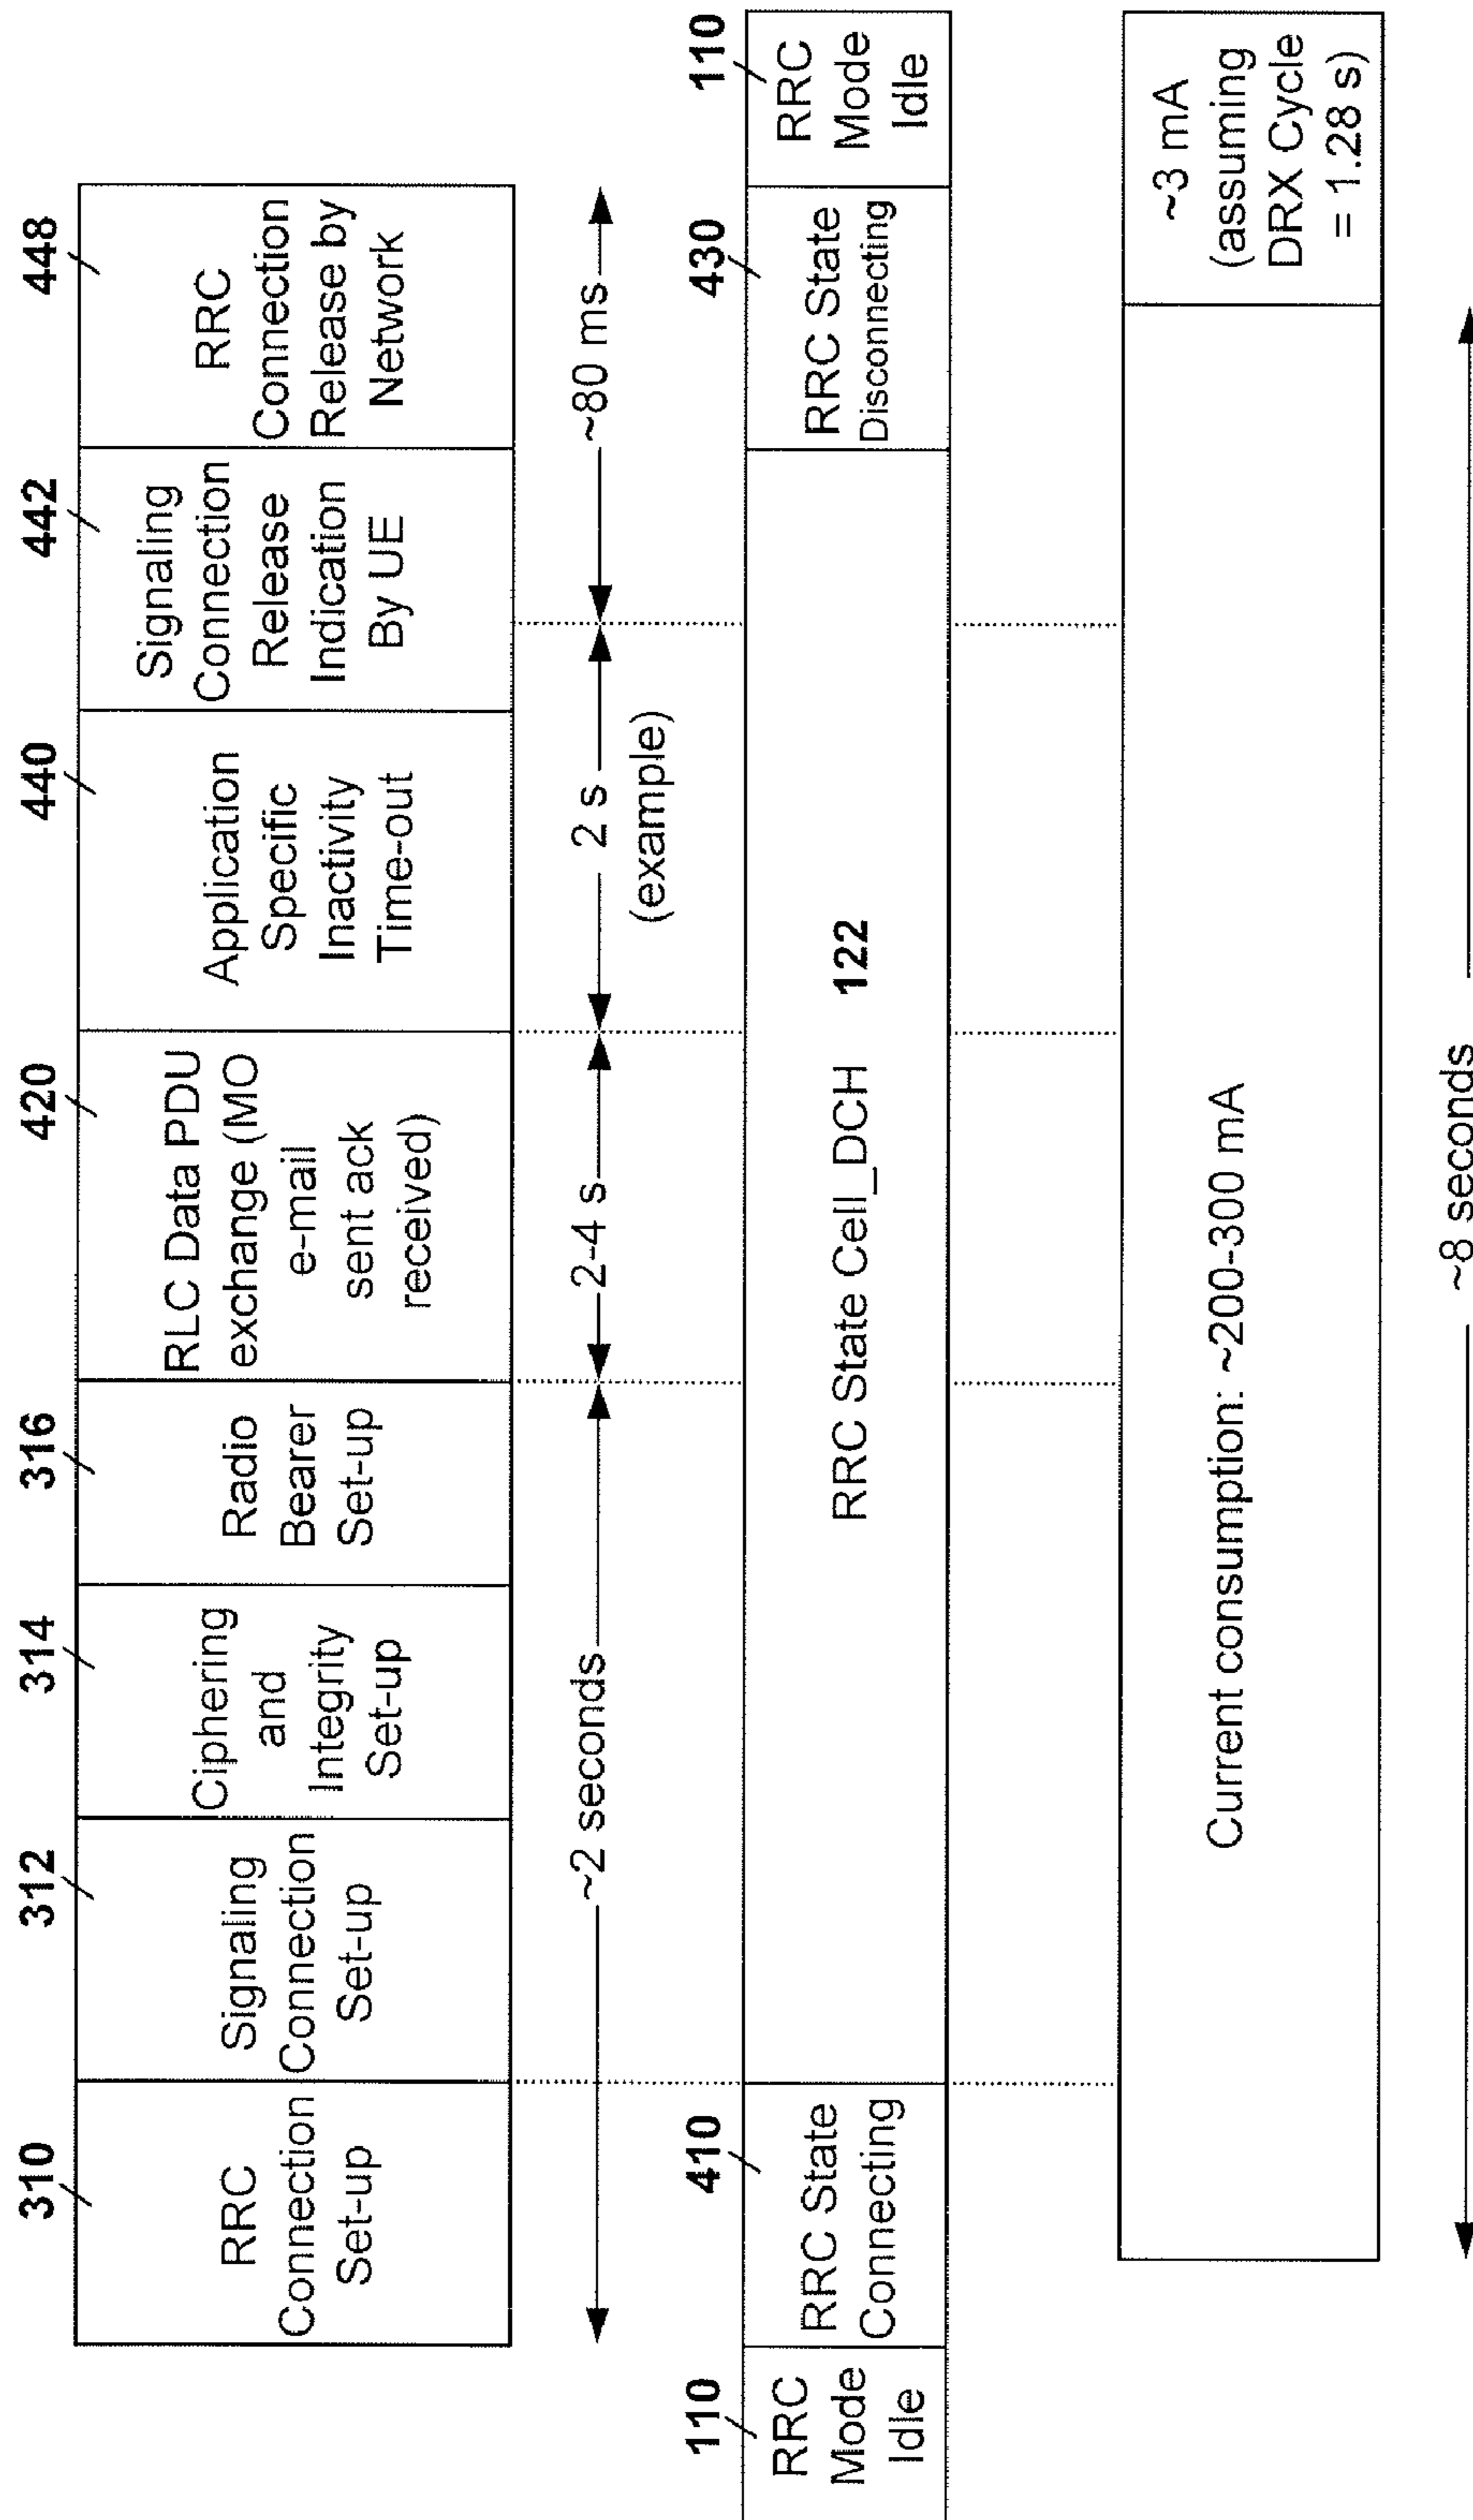 310
312
314
316
420
440
442
448
RRC
Connection
Set-up
Signaling
Connection
Set-up
Ciphering
and
Integrity
Set-up
Radio
Bearer
Set-up
RLC Data PDU
exchange (MO
e-mail
sent ack
received)
Application
Specific
Inactivity
Time-out
Signaling
Connection
Release
Indication
By UE
RRC
Connection
Release by
Network
~2 seconds
2-4 s
2 s
(example)
~80 ms
110
410
430
110
RRC
Mode
Idle
RRC State
Connecting
RRC State Cell_DCH 122
RRC State
Disconnecting
RRC
Mode
Idle
Current consumption: ~200-300 mA
~3 mA
(assuming
DRX Cycle
= 1.28 s)
~8 seconds